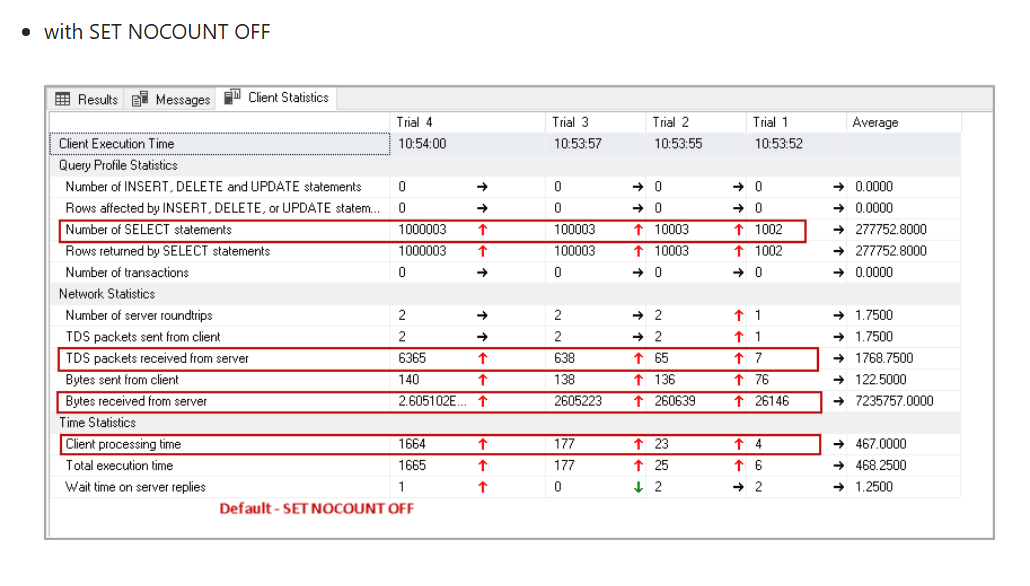 • with SET NOCOUNT OFF
Results Messages Client Statistics
Trial 4 Trial 3 Trial 2 Trial 1 Average
Client Execution Time 10:54:00 10:53:57 10:53:55 10:53:52
Query Profile Statistics
Number of INSERT, DELETE and UPDATE statements 0 → 0 → 0 → 0 → 0.0000
Rows affected by INSERT, DELETE, or UPDATE statem... 0 → 0 → 0 → 0 → 0.0000
Number of SELECT statements 1000003 ↑ 100003 ↑ 10003 ↑ 1002 → 277752.8000
Rows returned by SELECT statements 1000003 ↑ 100003 ↑ 10003 ↑ 1002 → 277752.8000
Number of transactions 0 → 0 → 0 → 0 → 0.0000
Network Statistics
Number of server roundtrips 2 → 2 → 2 ↑ 1 → 1.7500
TDS packets sent from client 2 → 2 → 2 ↑ 1 → 1.7500
TDS packets received from server 6365 ↑ 638 ↑ 65 ↑ 7 → 1768.7500
Bytes sent from client 140 ↑ 138 ↑ 136 ↑ 76 → 122.5000
Bytes received from server 2.605102E... ↑ 2605223 ↑ 260639 ↑ 26146 → 7235757.0000
Time Statistics
Client processing time 1664 ↑ 177 ↑ 23 ↑ 4 → 467.0000
Total execution time 1665 ↑ 177 ↑ 25 ↑ 6 → 468.2500
Wait time on server replies 1 ↑ 0 ↓ 2 → 2 → 1.2500
Default - SET NOCOUNT OFF